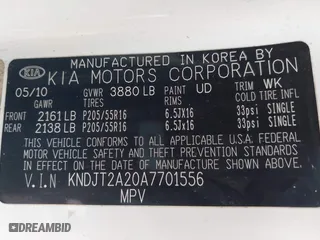 MANUFACTURED IN KOREA BY
KIA KIA MOTORS CORPORATION
05/10 GVWR 3880 LB PAINT UD TRIM WK
GAWR TIRES RIMS COLD TIRE INFL
FRONT 2161 LB P205/55R16 6.5JX16 33psi SINGLE
REAR 2138 LB P205/55R16 6.5Jx16 33psi SINGLE
THIS VEHICLE CONFORMS TO ALL APPLICABLE U.S.A. FEDERAL
MOTOR VEHICLE SAFETY, BUMPER, AND THEFT PREVENTION STANDARDS
IN EFFECT ON THE DATE OF MANUFACTURE SHOWN ABOVE.
V.I.N KNDJT2A20A7701556
MPV
DREAMBID